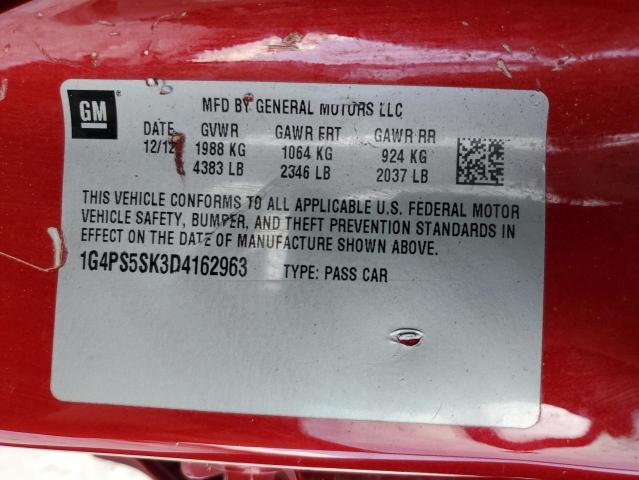 GM
MFD BY GENERAL MOTORS LLC
DATE GVWR GAWR FRT GAWR RR
12/12 1988 KG 1064 KG 924 KG
4383 LB 2346 LB 2037 LB
THIS VEHICLE CONFORMS TO ALL APPLICABLE U.S. FEDERAL MOTOR
VEHICLE SAFETY, BUMPER, AND THEFT PREVENTION STANDARDS IN
EFFECT ON THE DATE OF MANUFACTURE SHOWN ABOVE.
1G4PS5SK3D4162963 TYPE: PASS CAR